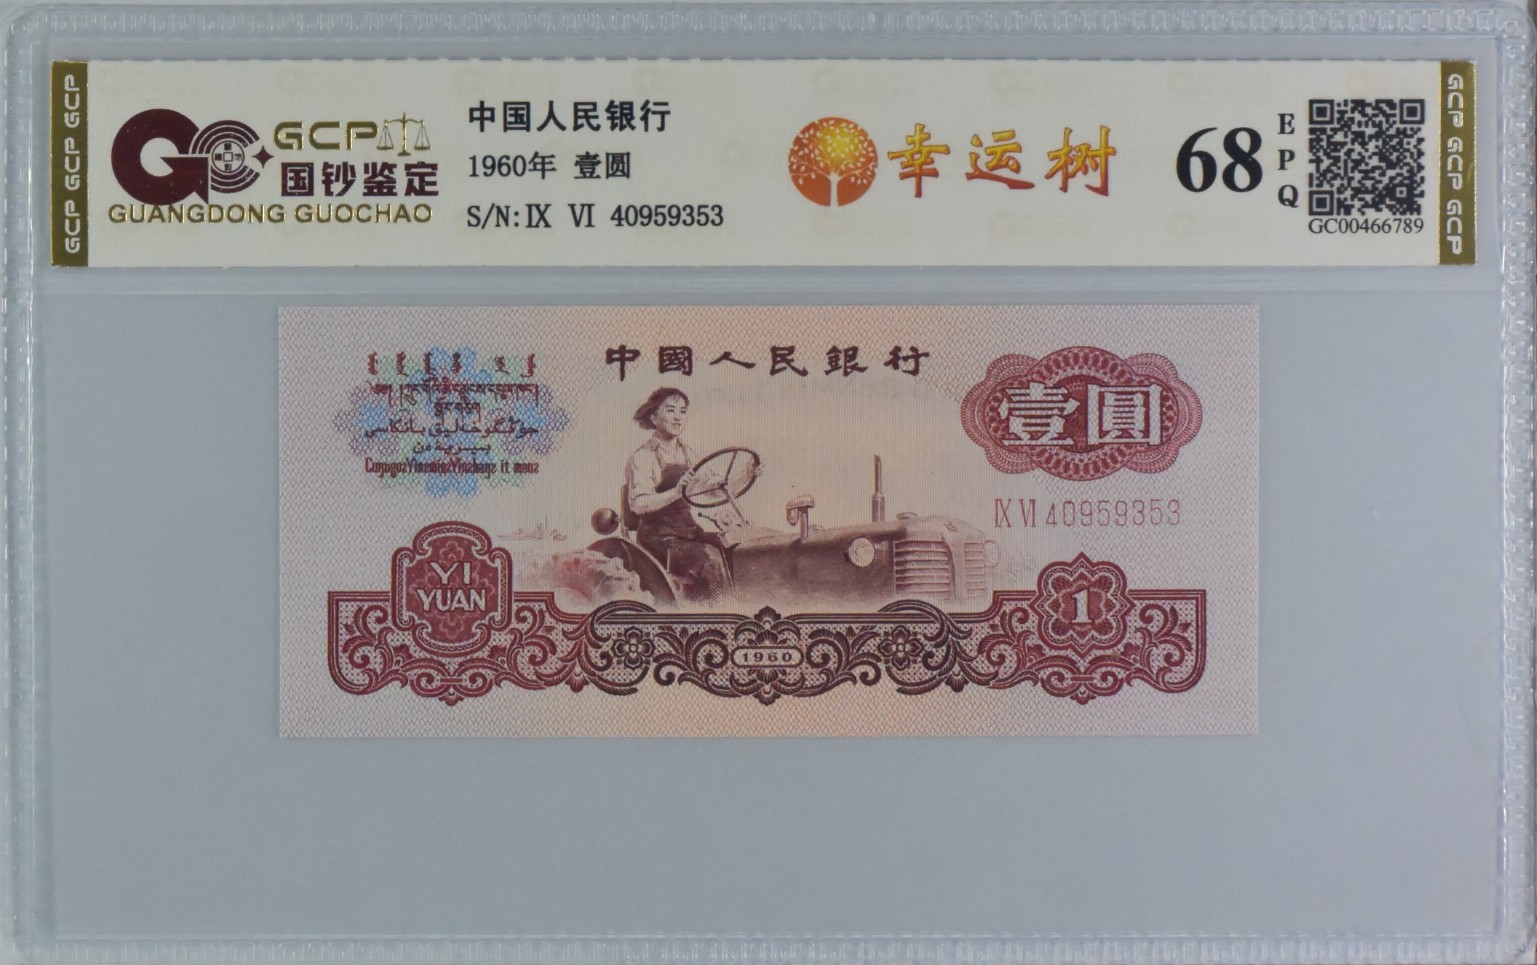 GCP GCP GCP
GCP
国钞鉴定
GUANGDONG GUOCHAO
中国人民银行
1960年 壹圆
S/N: Ⅸ Ⅵ 40959353
幸运树
68
E
P
Q
GC00466789
GCP GCP GCP
中國人民銀行
壹圓
Ⅸ Ⅵ 40959353
YI
YUAN
1960
1